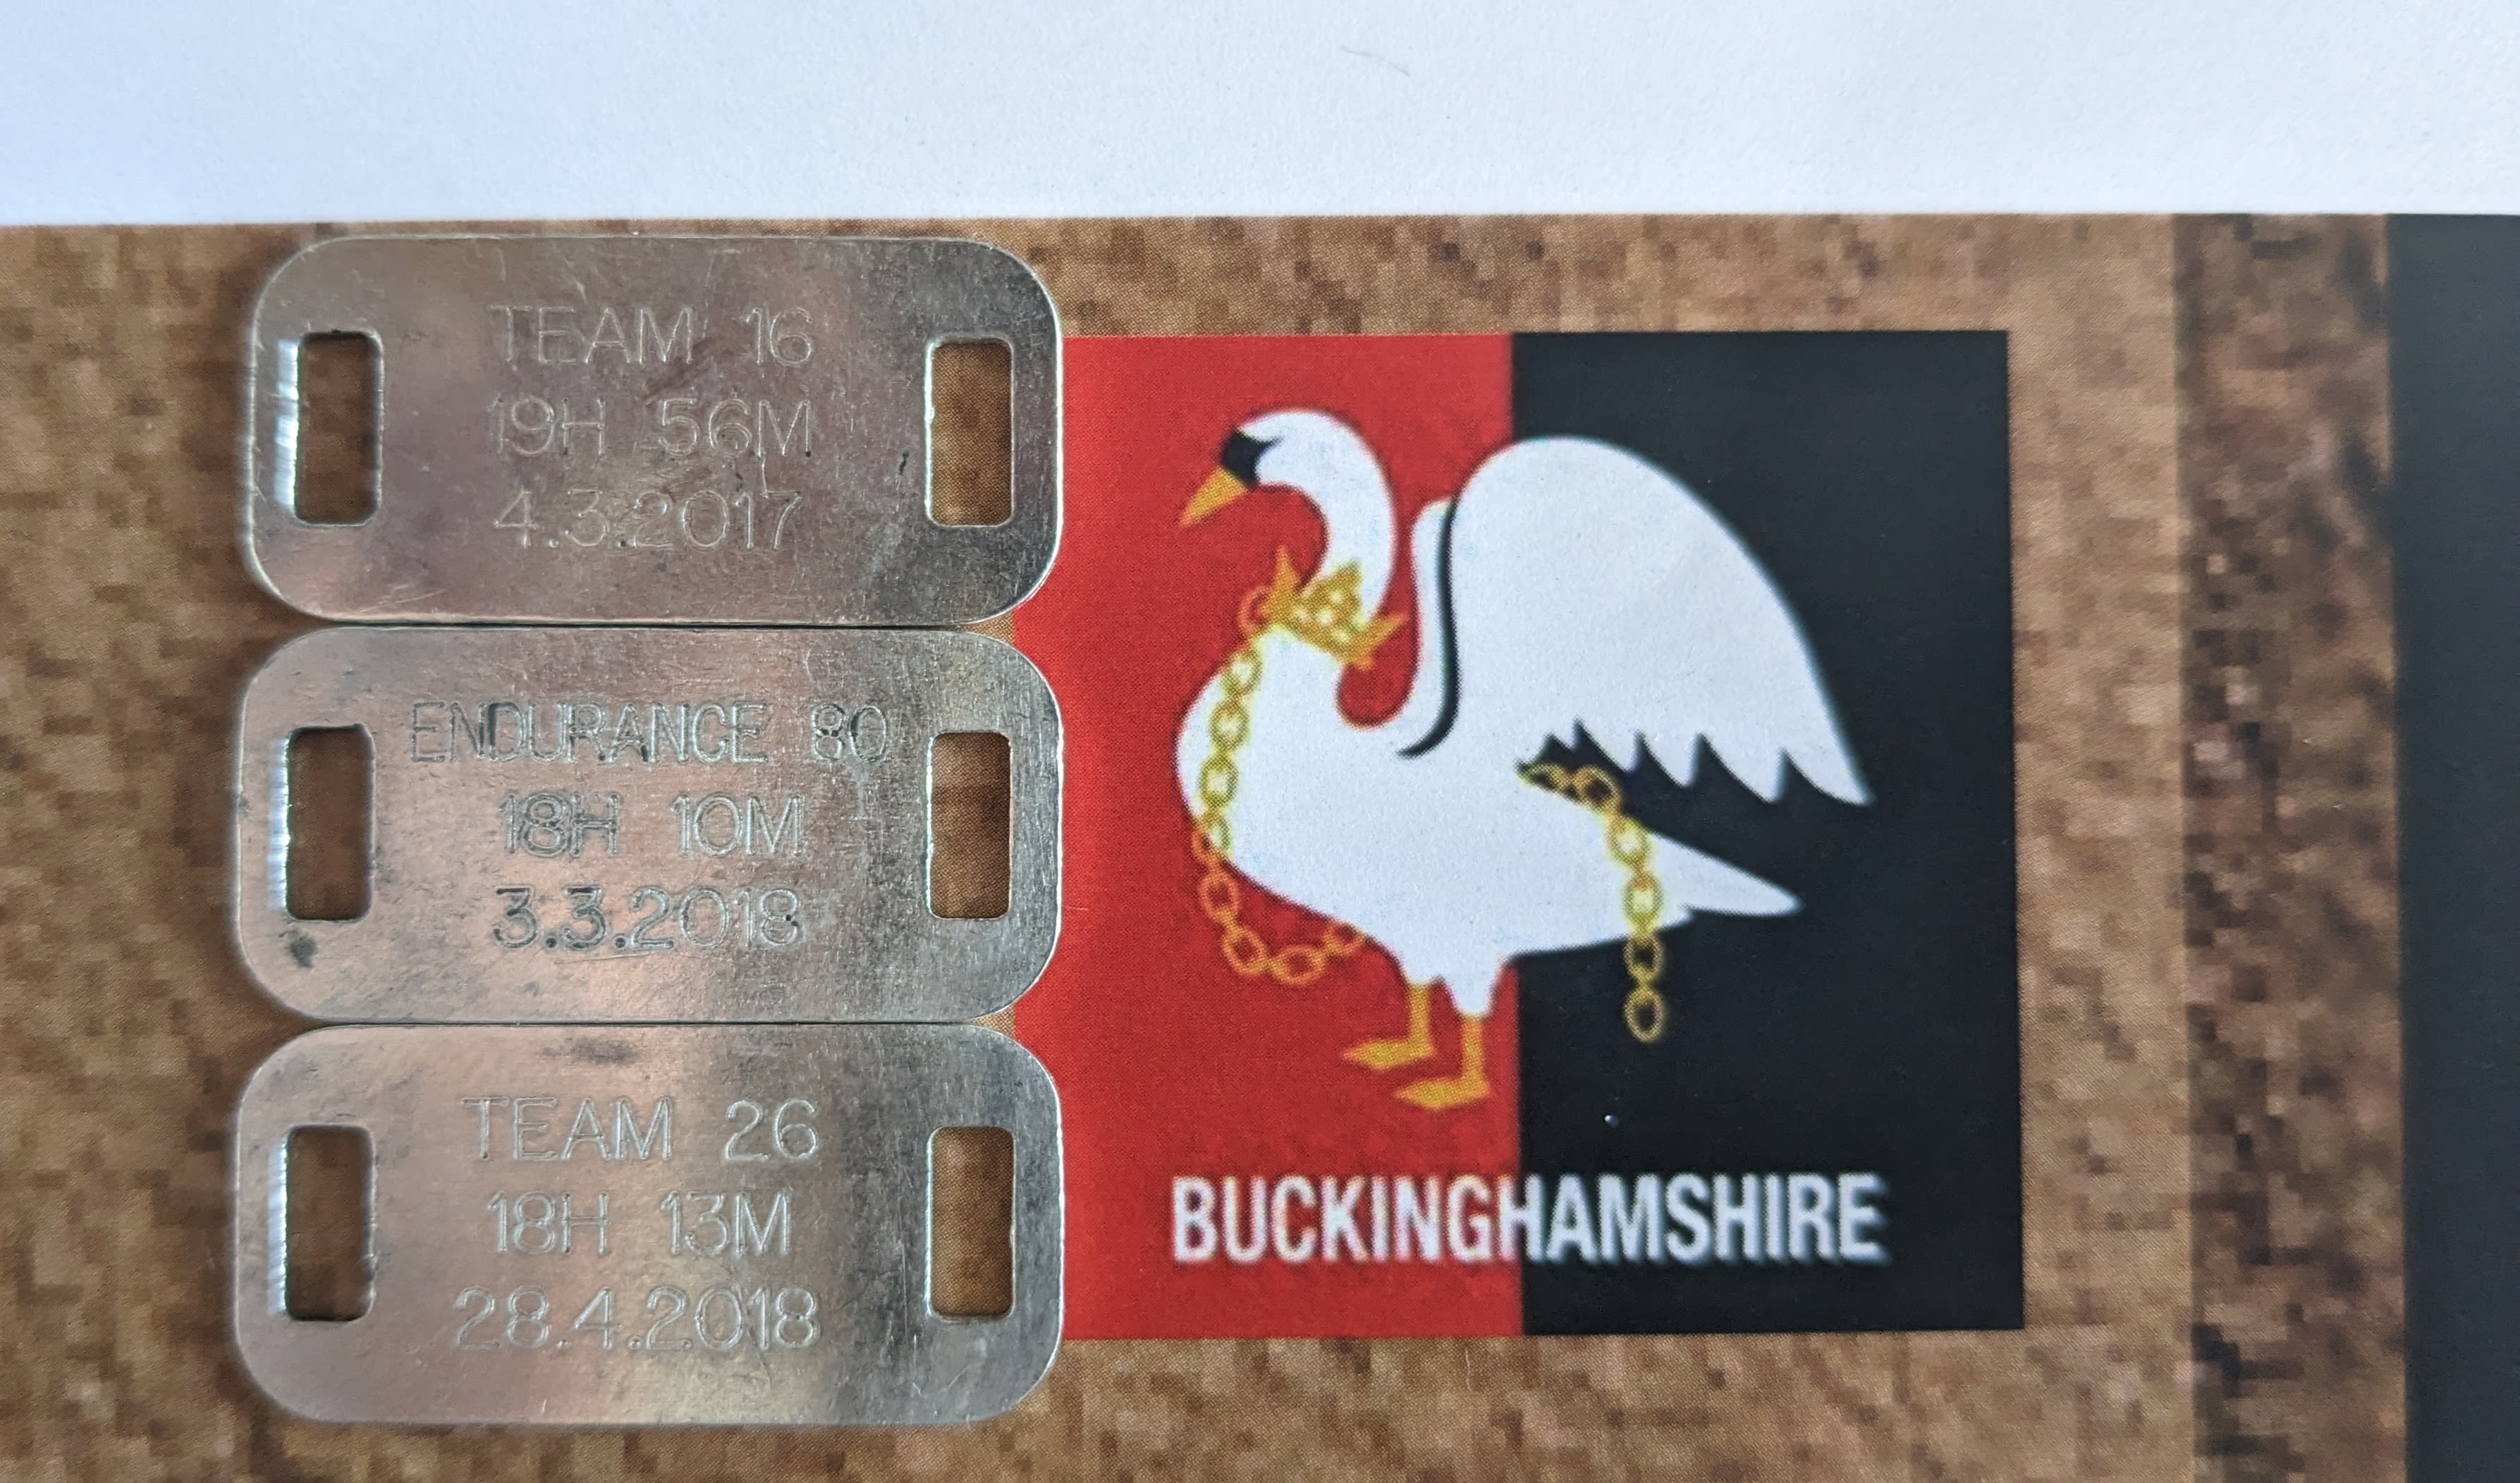 TEAM 16
19H 56M
4.3.2017
ENDURANCE 80
18H 10M
3.3.2018
TEAM 26
18H 13M
28.4.2018
BUCKINGHAMSHIRE